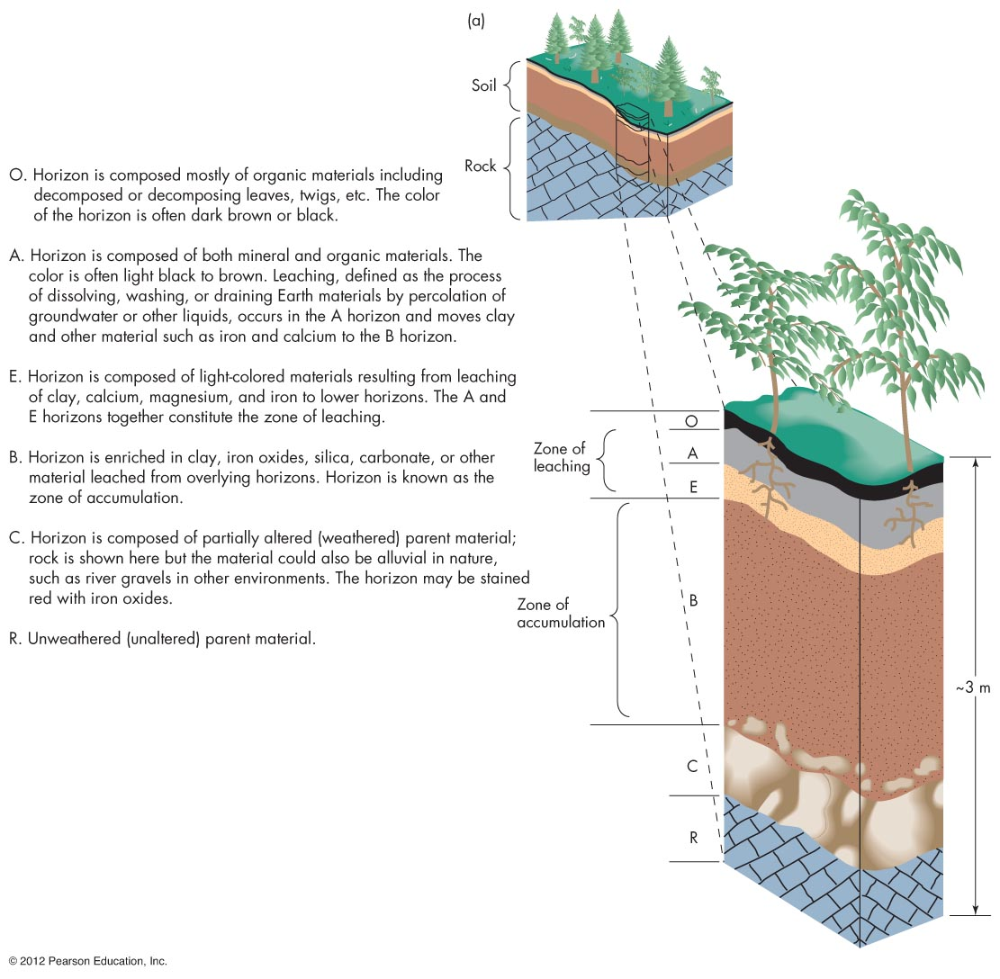 (a)
Soil
Rock
O. Horizon is composed mostly of organic materials including
decomposed or decomposing leaves, twigs, etc. The color
of the horizon is often dark brown or black.
A. Horizon is composed of both mineral and organic materials. The
color is often light black to brown. Leaching, defined as the process
of dissolving, washing, or draining Earth materials by percolation of
groundwater or other liquids, occurs in the A horizon and moves clay
and other material such as iron and calcium to the B horizon.
E. Horizon is composed of light-colored materials resulting from leaching
of clay, calcium, magnesium, and iron to lower horizons. The A and
E horizons together constitute the zone of leaching.
B. Horizon is enriched in clay, iron oxides, silica, carbonate, or other
material leached from overlying horizons. Horizon is known as the
zone of accumulation.
C. Horizon is composed of partially altered (weathered) parent material;
rock is shown here but the material could also be alluvial in nature,
such as river gravels in other environments. The horizon may be stained
red with iron oxides.
R. Unweathered (unaltered) parent material.
O
Zone of
leaching
A
E
Zone of
accumulation
B
C
R
~3 m
© 2012 Pearson Education, Inc.